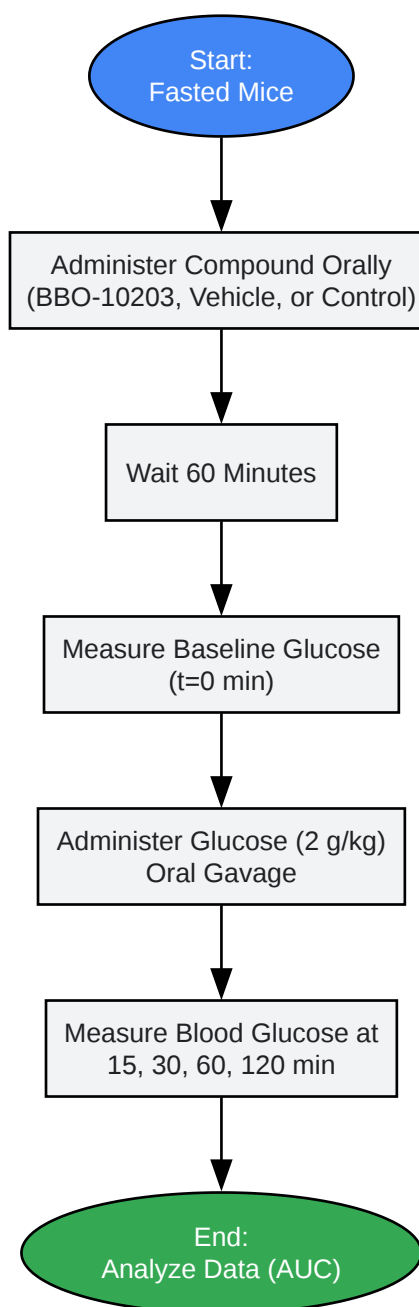 Start:
Fasted Mice
Administer Compound Orally
(BBO-10203, Vehicle, or Control)
Wait 60 Minutes
Measure Baseline Glucose
(t=0 min)
Administer Glucose (2 g/kg)
Oral Gavage
Measure Blood Glucose at
15, 30, 60, 120 min
End:
Analyze Data (AUC)